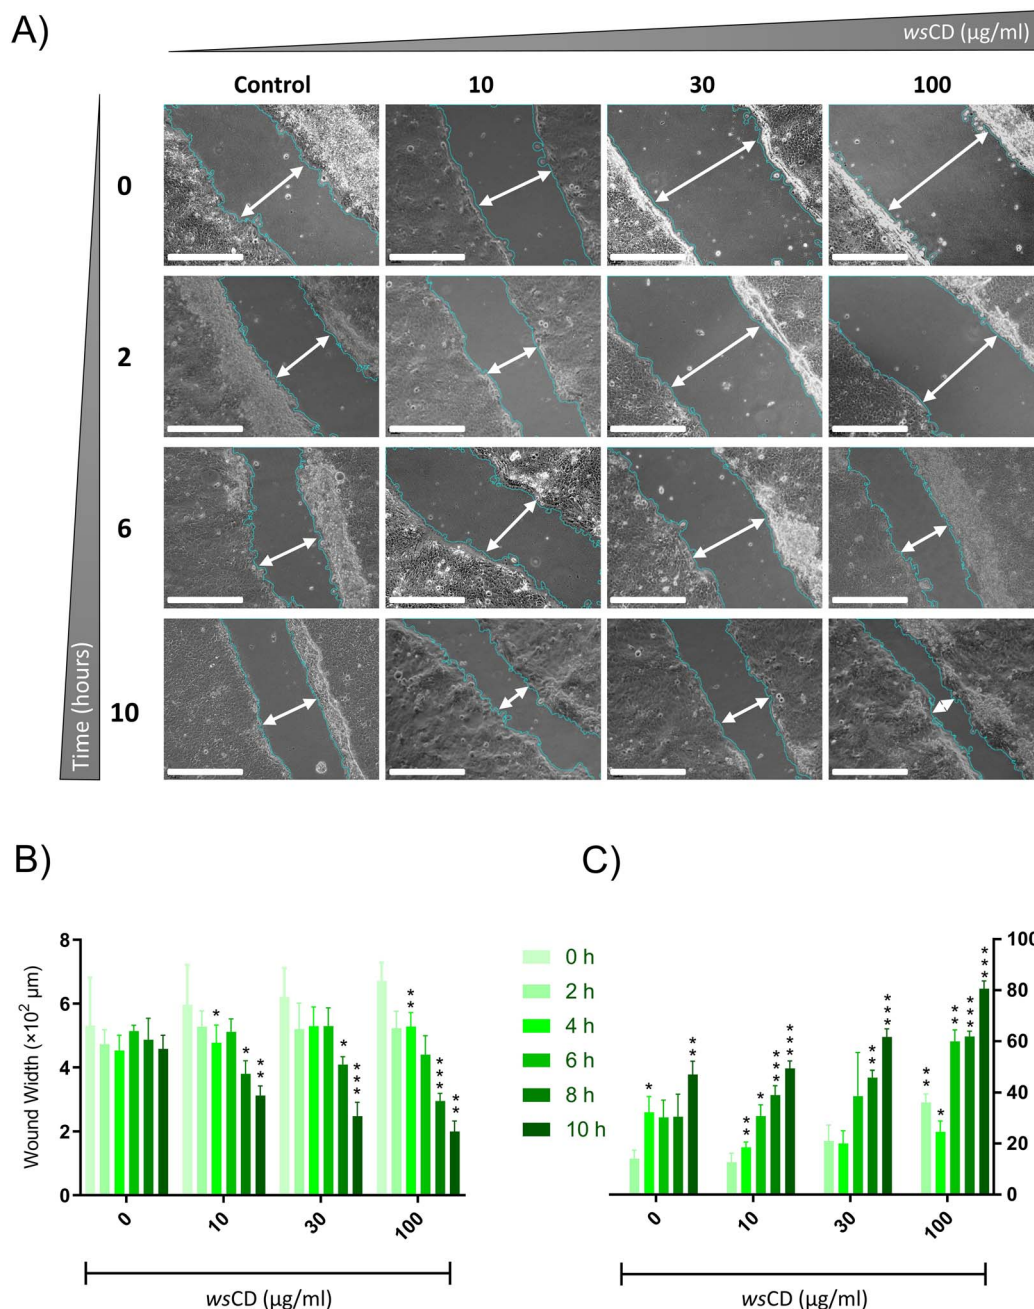 A)
wsCD (µg/ml)
Control 10 30 100
0
2
6
10
Time (hours)
B)
C)
Wound Width (×10² µm)
8
6
4
2
0
* * ** * *** ** *** **
0 10 30 100
wsCD (µg/ml)
0 h
2 h
4 h
6 h
8 h
10 h
100
80
60
40
20
0
* ** ** * *** *** ** *** ** * ** *** ***
0 10 30 100
wsCD (µg/ml)